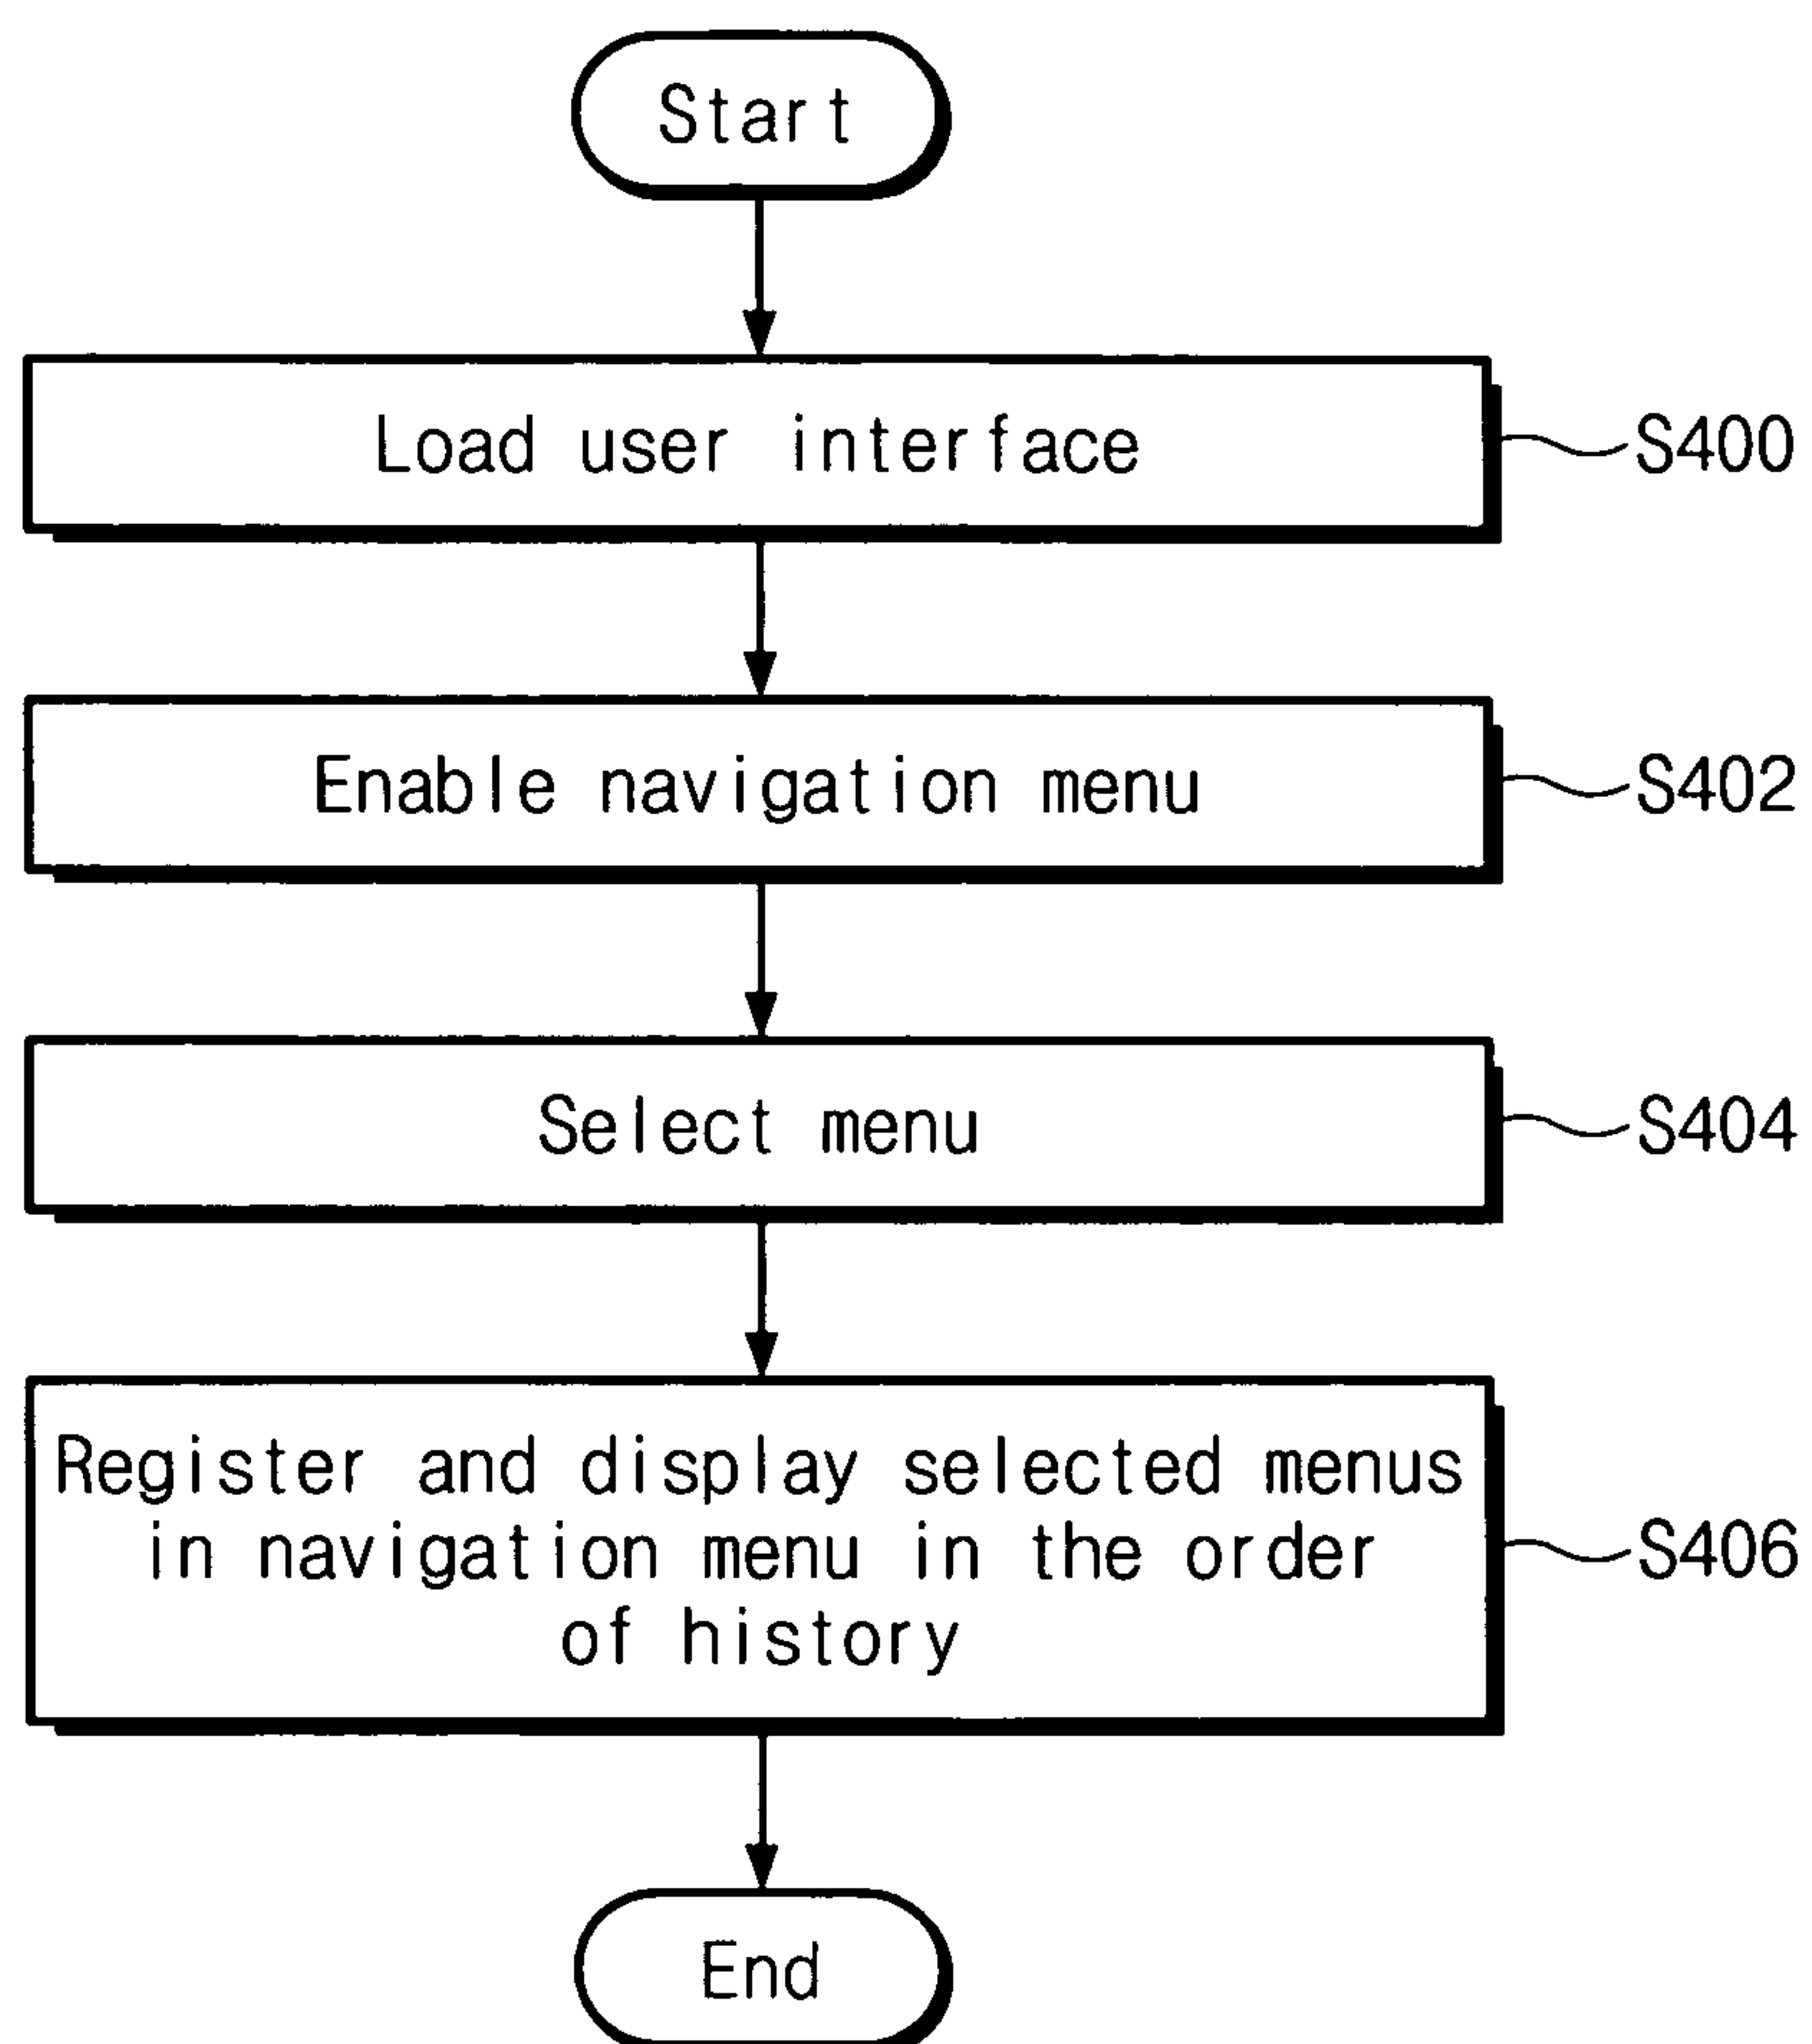 Start
Load user interface
S400
Enable navigation menu
S402
Select menu
S404
Register and display selected menus
in navigation menu in the order
of history
S406
End